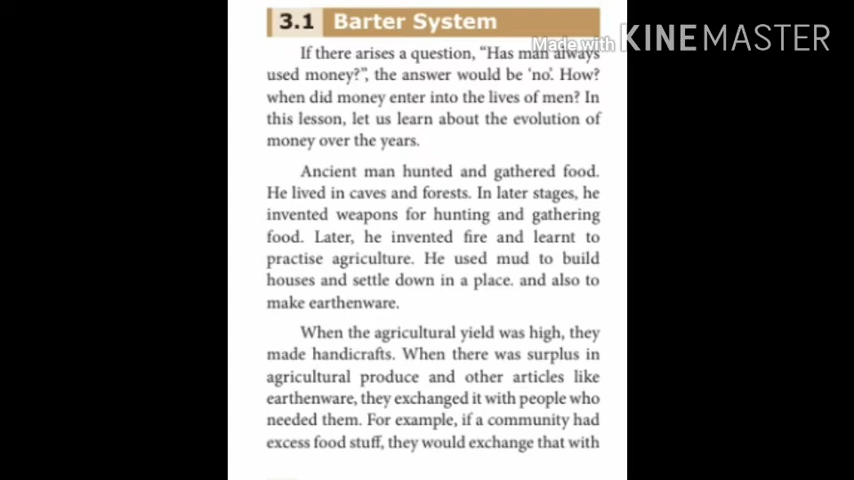 3.1 Barter System
Made with KINEMASTER
If there arises a question, “Has man always
used money?”, the answer would be ‘no’. How?
when did money enter into the lives of men? In
this lesson, let us learn about the evolution of
money over the years.
Ancient man hunted and gathered food.
He lived in caves and forests. In later stages, he
invented weapons for hunting and gathering
food. Later, he invented fire and learnt to
practise agriculture. He used mud to build
houses and settle down in a place. and also to
make earthenware.
When the agricultural yield was high, they
made handicrafts. When there was surplus in
agricultural produce and other articles like
earthenware, they exchanged it with people who
needed them. For example, if a community had
excess food stuff, they would exchange that with